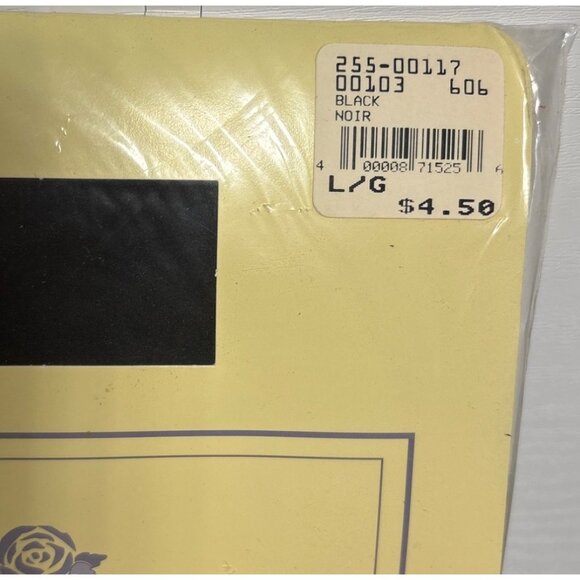 255-00117
00103 606
BLACK
NOIR
4 00008 71525 6
L/G
$4.50